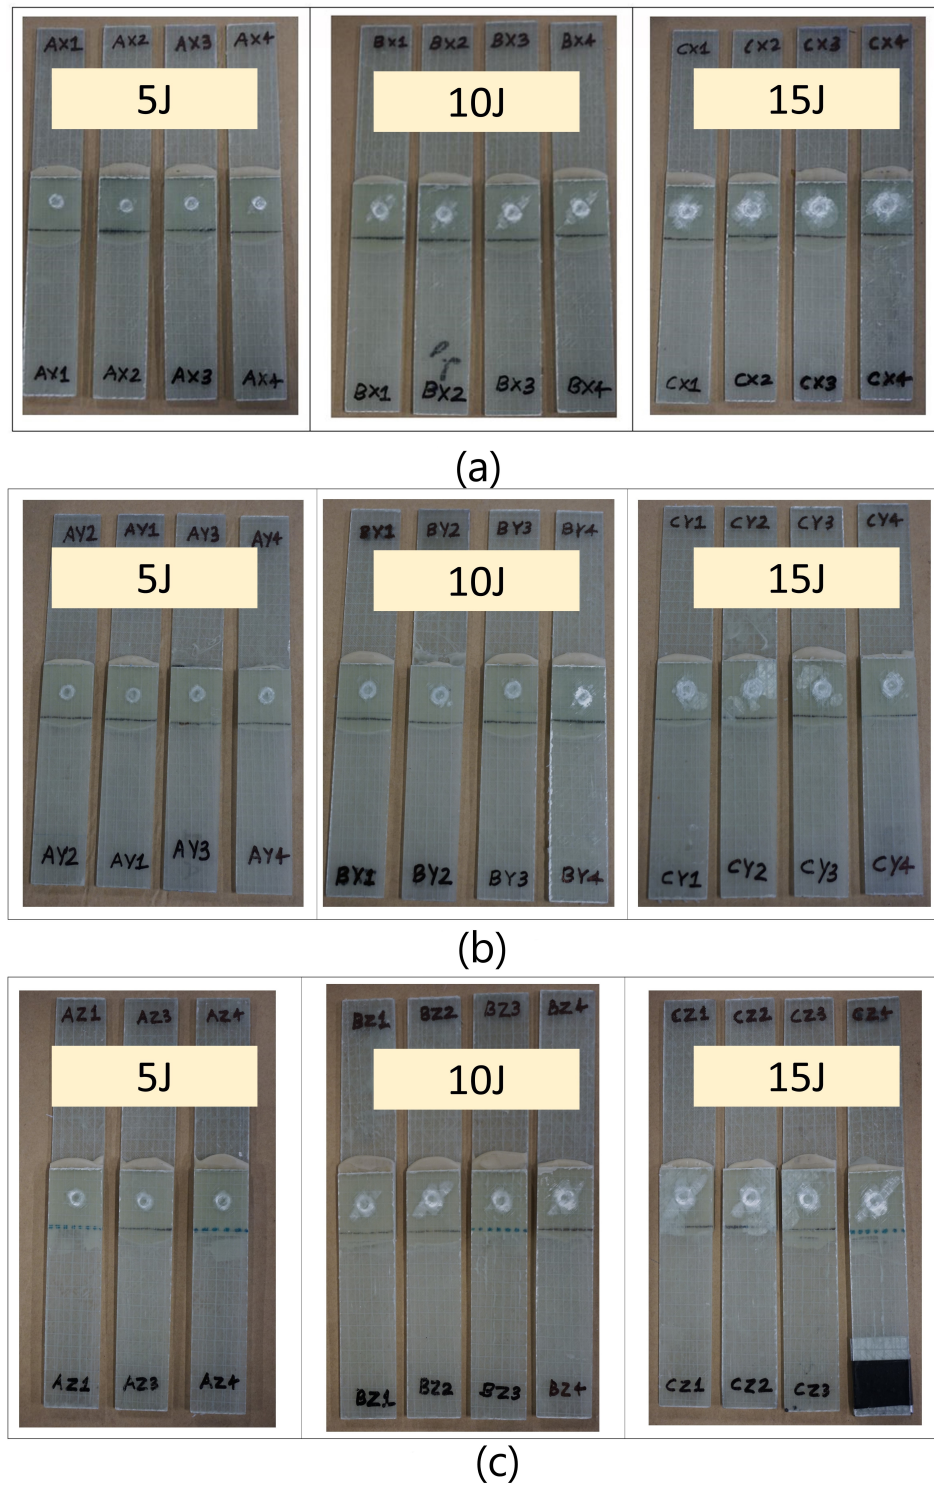 AX1 AX2 AX3 AX4
5J
AX1 AX2 AX3 AX4
BX1 BX2 BX3 BX4
10J
BX1 BX2 BX3 BX4
CX1 CX2 CX3 CX4
15J
CX1 CX2 CX3 CX4
(a)
AY2 AY1 AY3 AY4
5J
AY2 AY1 AY3 AY4
BY1 BY2 BY3 BY4
10J
BY1 BY2 BY3 BY4
CY1 CY2 CY3 CY4
15J
CY1 CY2 CY3 CY4
(b)
AZ1 AZ3 AZ4
5J
AZ1 AZ3 AZ4
BZ1 BZ2 BZ3 BZ4
10J
BZ1 BZ2 BZ3 BZ4
CZ1 CZ2 CZ3 CZ4
15J
CZ1 CZ2 CZ3
(c)